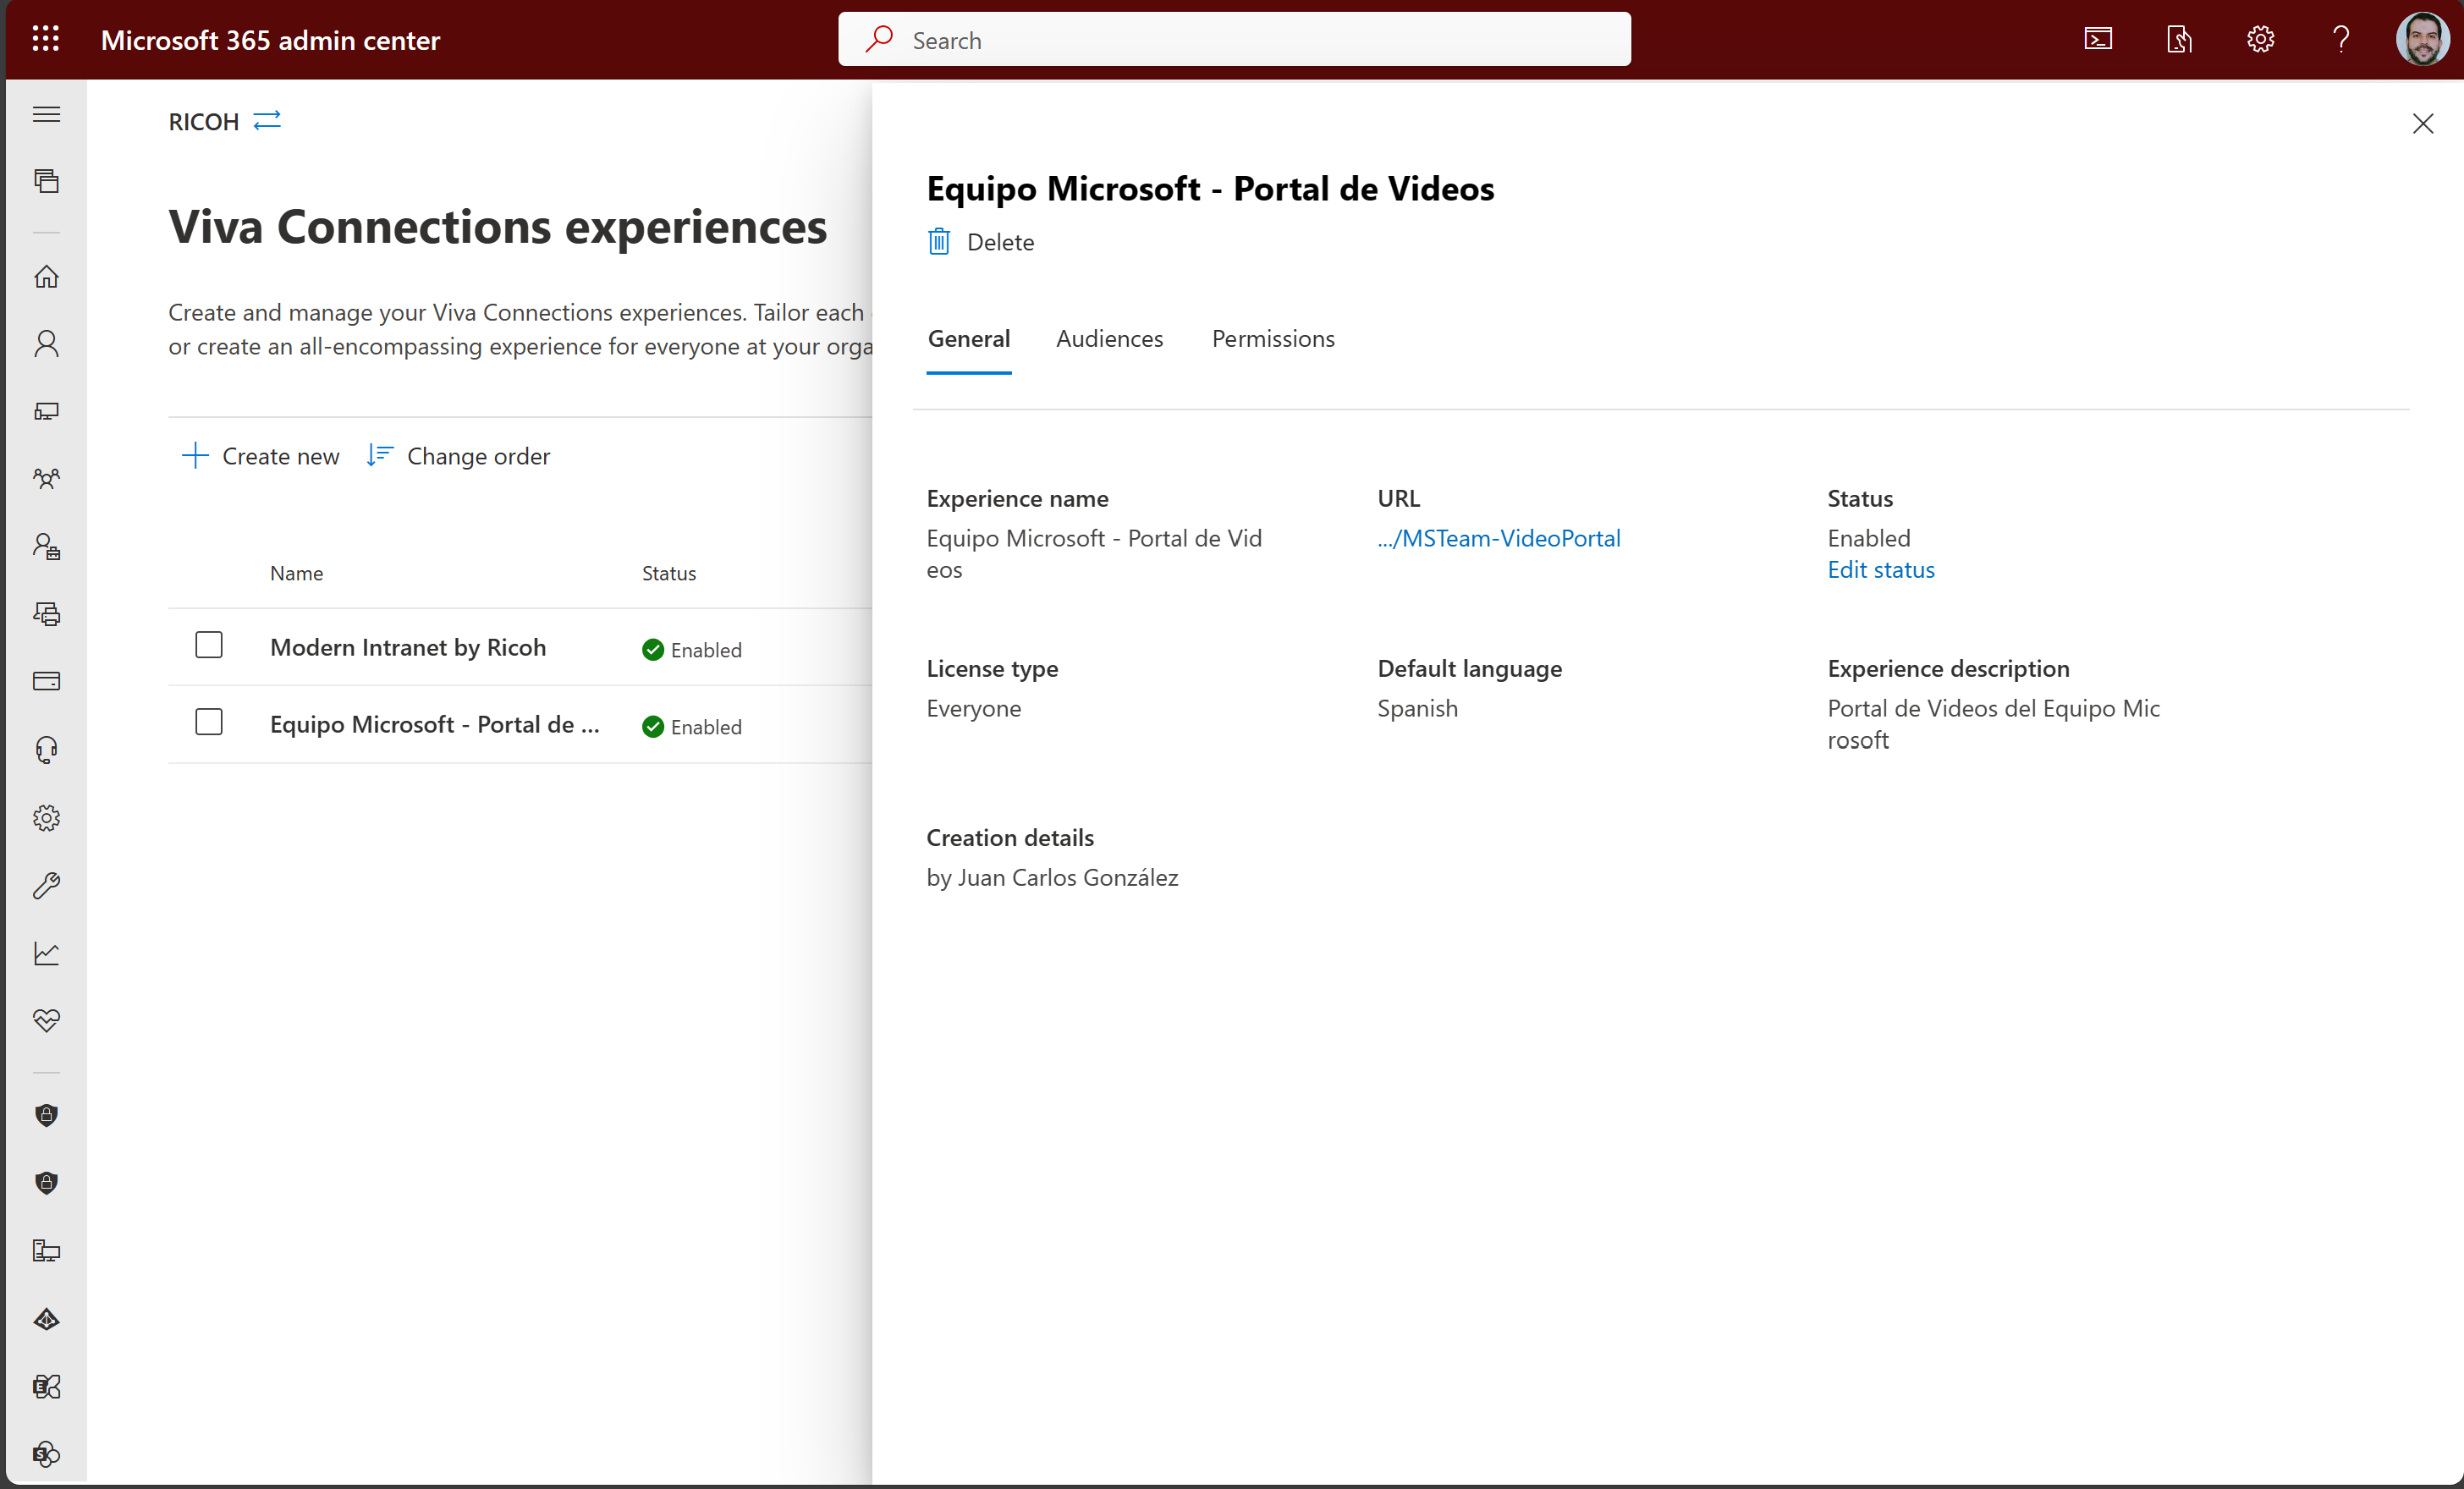 Microsoft 365 admin center
Search
RICOH
Viva Connections experiences
Create and manage your Viva Connections experiences. Tailor each
or create an all-encompassing experience for everyone at your orga
Create new
Change order
Name
Status
Modern Intranet by Ricoh
Enabled
Equipo Microsoft - Portal de ...
Enabled
Equipo Microsoft - Portal de Videos
Delete
General
Audiences
Permissions
Experience name
Equipo Microsoft - Portal de Vid
eos
URL
.../MSTeam-VideoPortal
Status
Enabled
Edit status
License type
Everyone
Default language
Spanish
Experience description
Portal de Videos del Equipo Mic
rosoft
Creation details
by Juan Carlos González